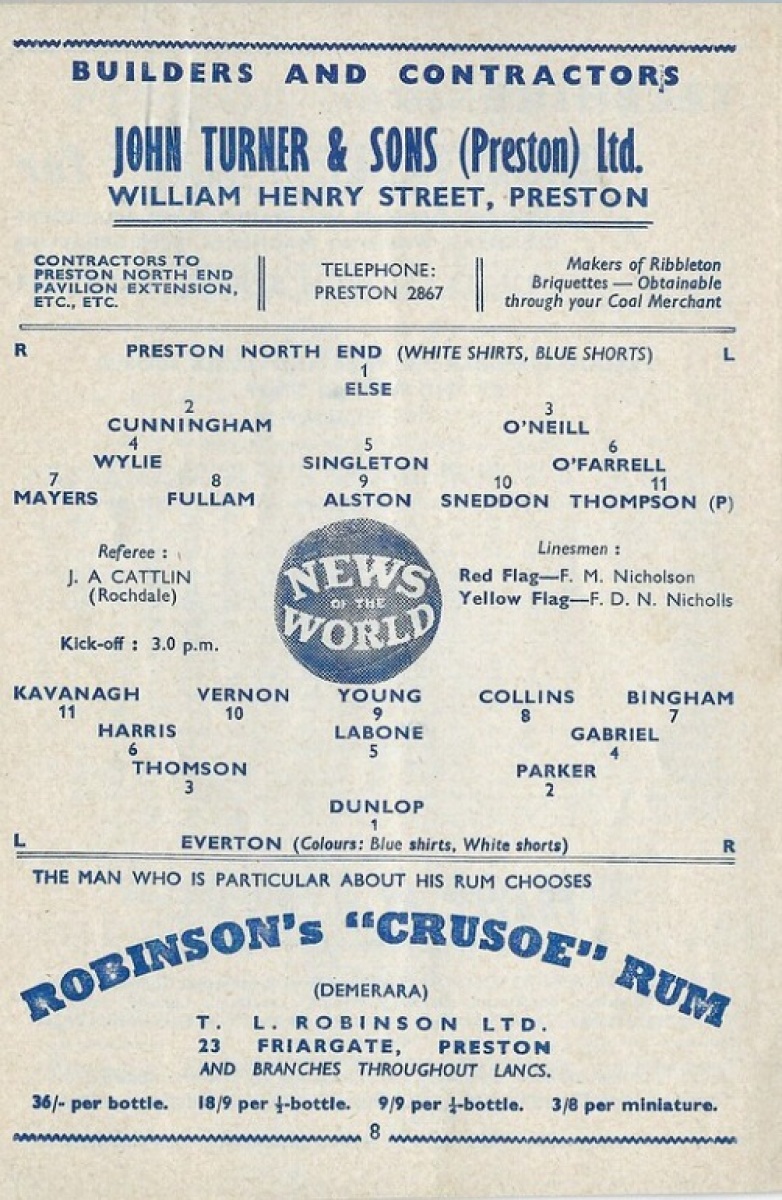 BUILDERS AND CONTRACTORS
JOHN TURNER & SONS (Preston) Ltd.
WILLIAM HENRY STREET, PRESTON
CONTRACTORS TO
PRESTON NORTH END
PAVILION EXTENSION,
ETC., ETC.
TELEPHONE:
PRESTON 2867
Makers of Ribbleton
Briquettes — Obtainable
through your Coal Merchant
R PRESTON NORTH END (WHITE SHIRTS, BLUE SHORTS) L
1
ELSE
2 3
CUNNINGHAM O'NEILL
4 5 6
WYLIE SINGLETON O'FARRELL
7 8 9 10 11
MAYERS FULLAM ALSTON SNEDDON THOMPSON (P)
Referee :
J. A CATTLIN
(Rochdale)
Kick-off : 3.0 p.m.
NEWS
OF THE
WORLD
Linesmen :
Red Flag—F. M. Nicholson
Yellow Flag—F. D. N. Nicholls
KAVANAGH VERNON YOUNG COLLINS BINGHAM
11 10 9 8 7
HARRIS LABONE GABRIEL
6 5 4
THOMSON PARKER
3 2
DUNLOP
1
L EVERTON (Colours: Blue shirts, White shorts) R
THE MAN WHO IS PARTICULAR ABOUT HIS RUM CHOOSES
ROBINSON's "CRUSOE" RUM
(DEMERARA)
T. L. ROBINSON LTD.
23 FRIARGATE, PRESTON
AND BRANCHES THROUGHOUT LANCS.
36/- per bottle. 18/9 per ½-bottle. 9/9 per ¼-bottle. 3/8 per miniature.
8